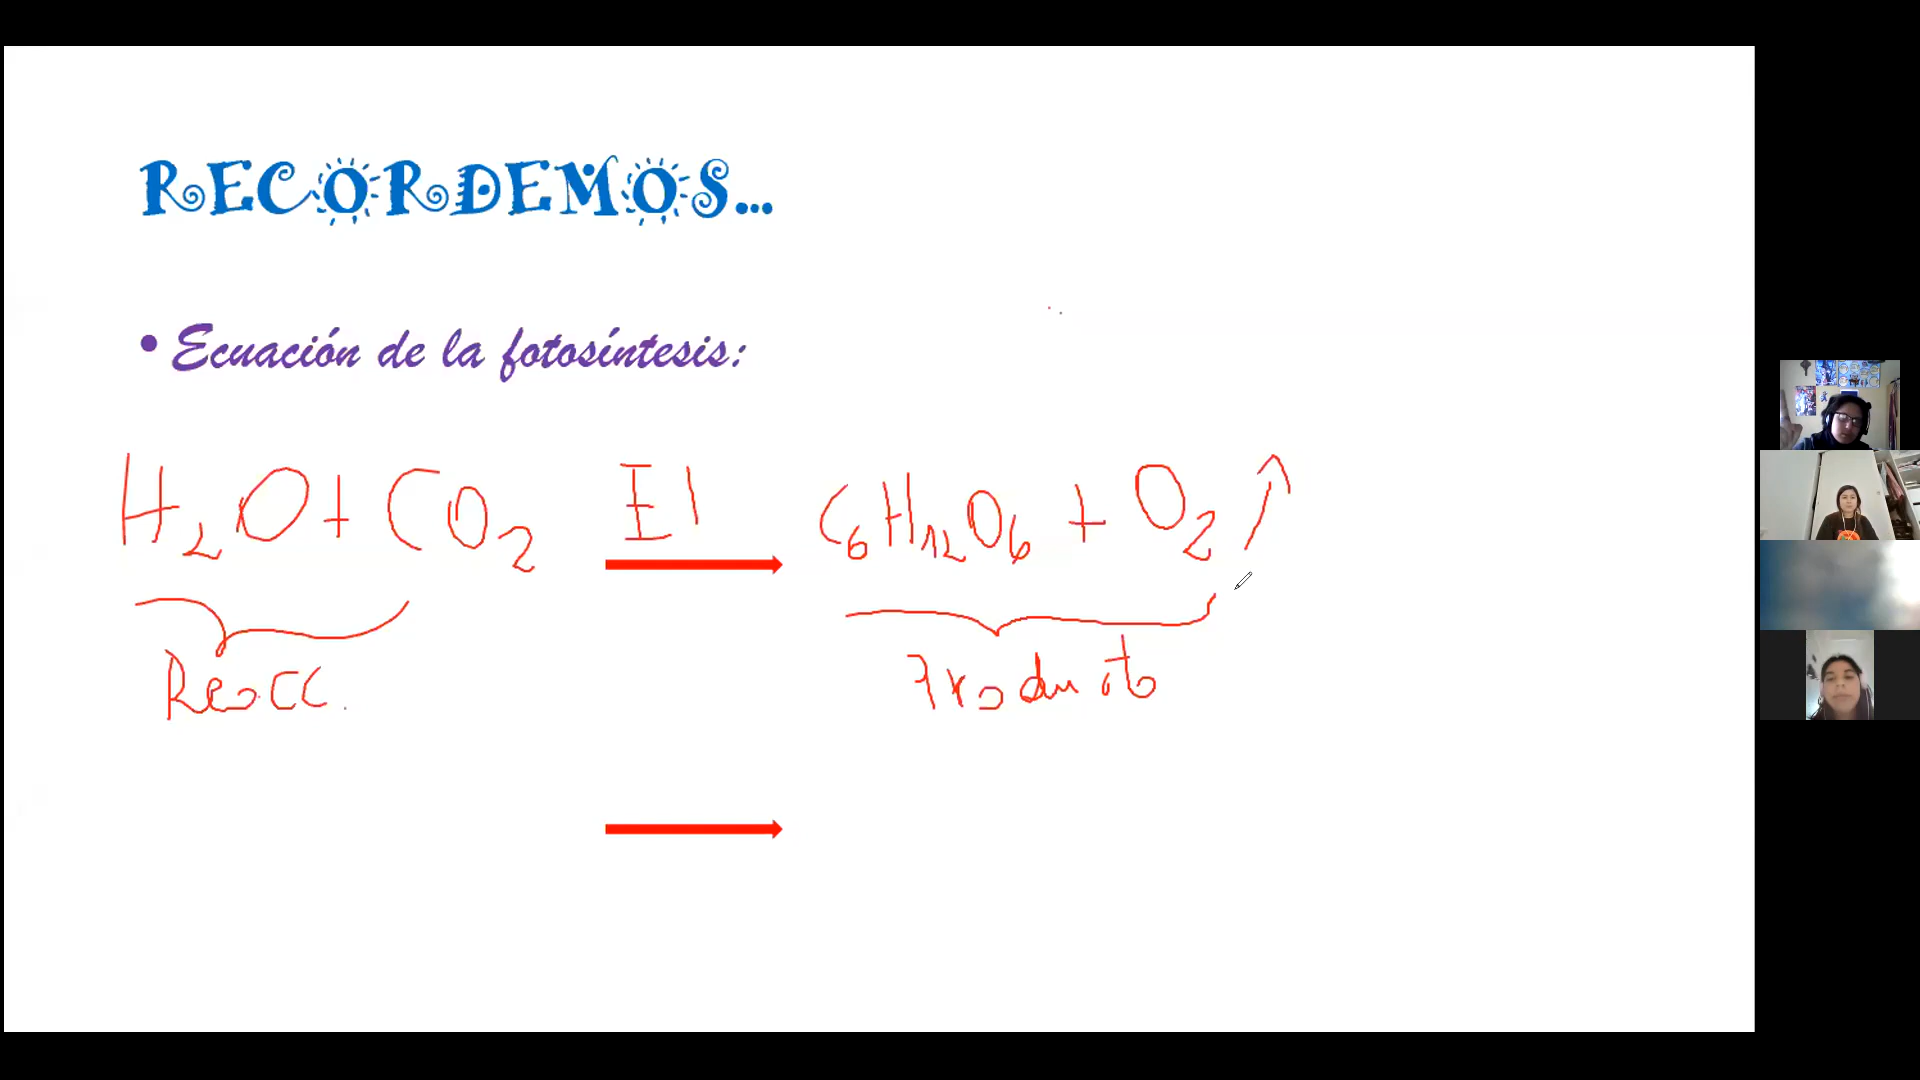 RECORDEMOS...
• Ecuación de la fotosíntesis:
H₂O + CO₂ El C₆H₁₂O₆ + O₂ ↑
Reacc. Producto